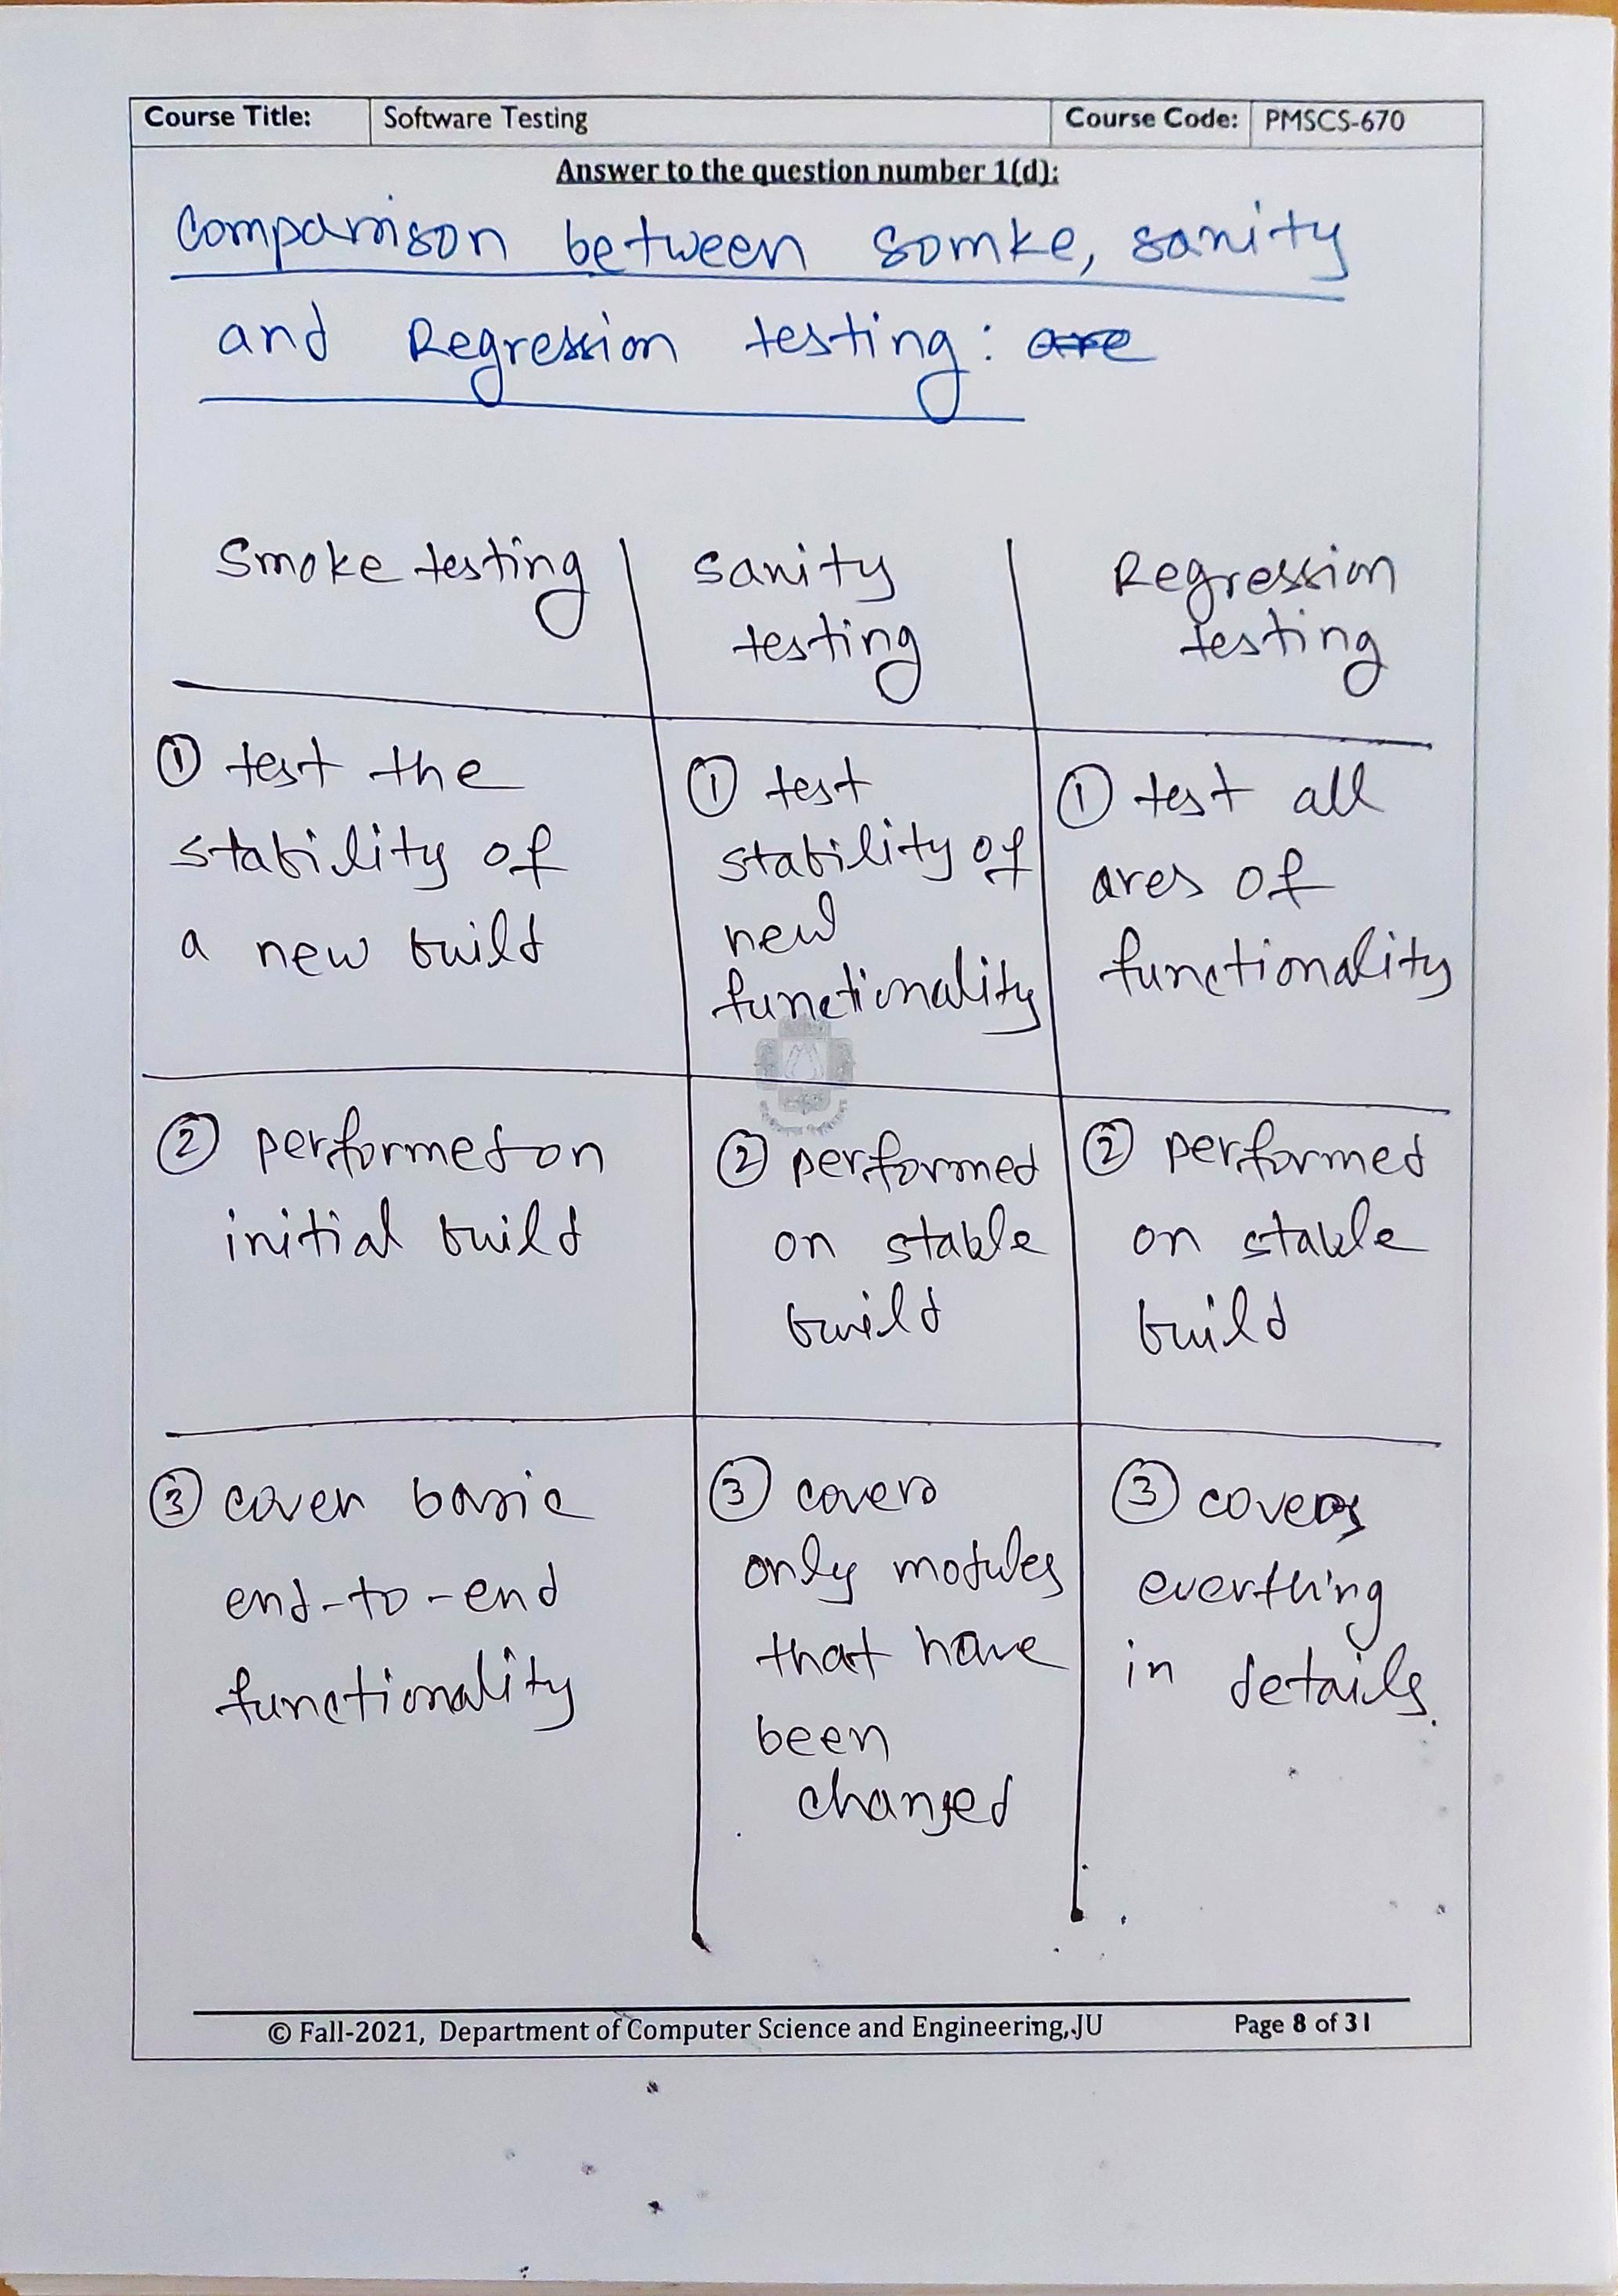 Course Title: Software Testing Course Code: PMSCS-670
Answer to the question number 1(d):
Comparison between somke, sanity
and Regression testing: are
Smoke testing
Sanity
testing
Regression
testing
① test the
stability of
a new build
① test
stability of
new
functionality
① test all
ares of
functionality
② performed on
initial build
② performed
on stable
build
② performed
on stable
build
③ cover basic
end-to-end
functionality
③ covers
only modules
that have
been
changed
③ covers
everthing
in details.
© Fall-2021, Department of Computer Science and Engineering, JU Page 8 of 31